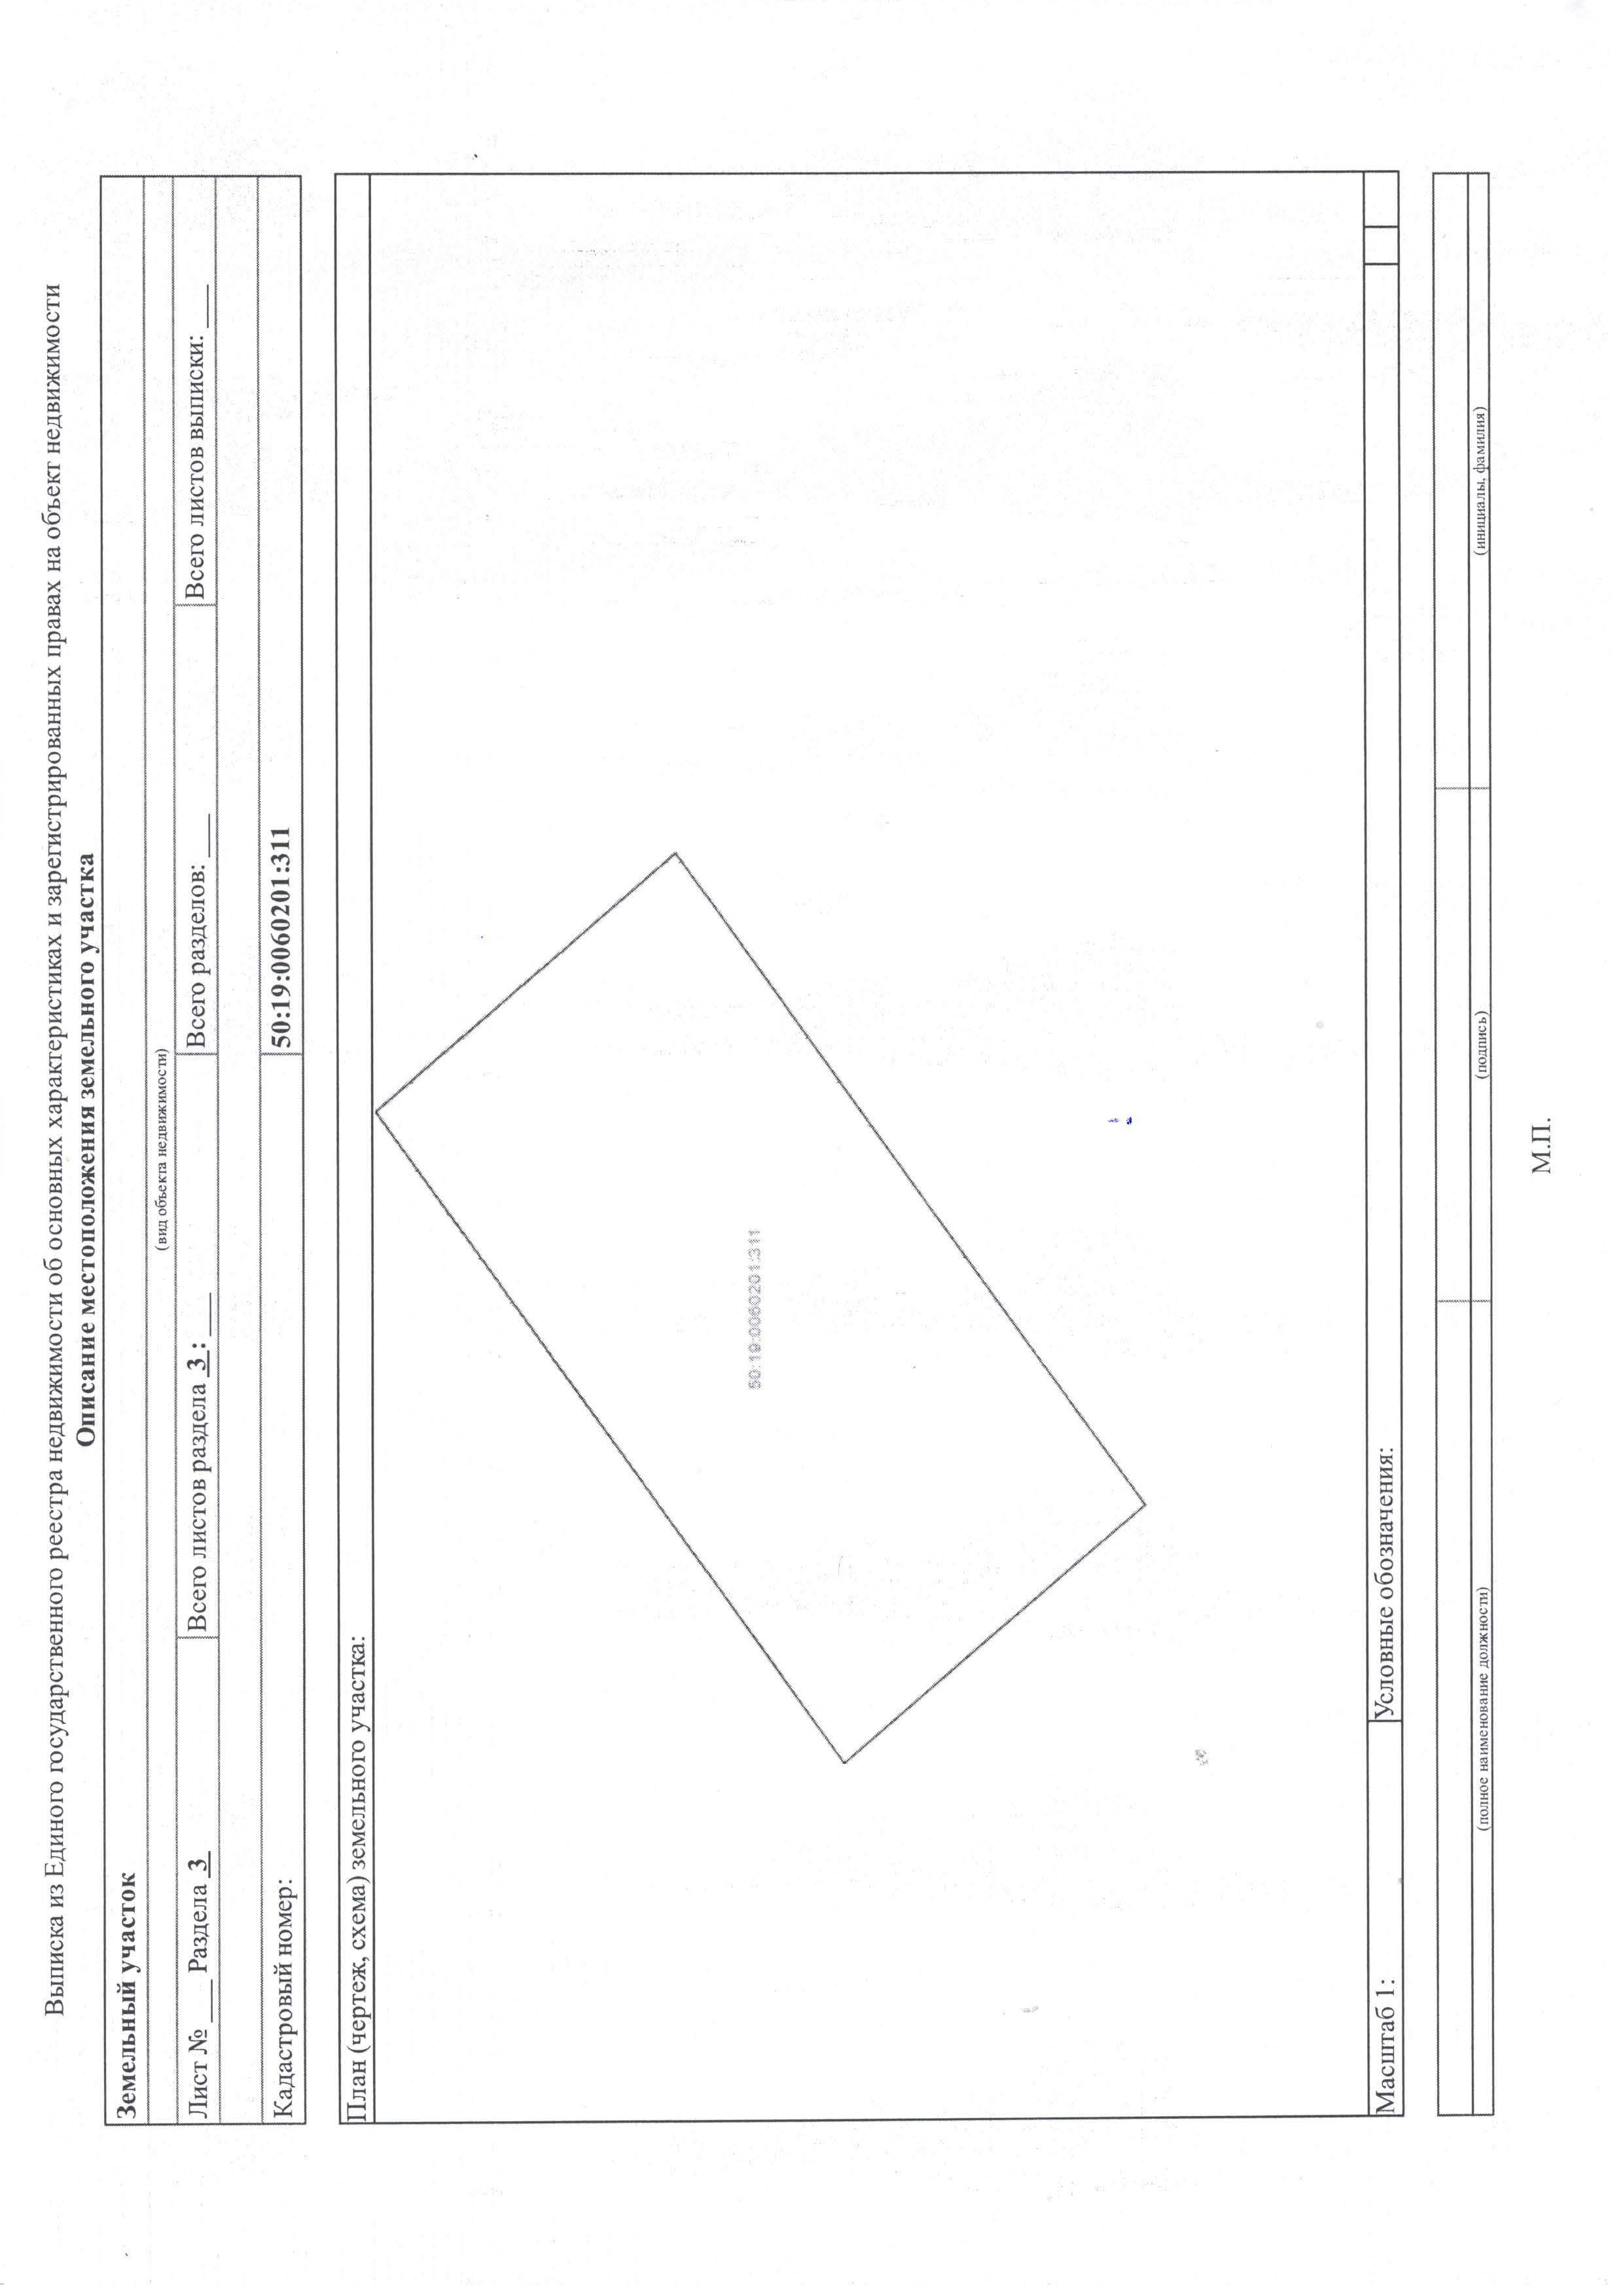 Выписка из Единого государственного реестра недвижимости об основных характеристиках и зарегистрированных правах на объект недвижимости
Описание местоположения земельного участка
Земельный участок
(вид объекта недвижимости)
Лист № ___ Раздела 3 Всего листов раздела 3 : ___ Всего разделов: ___ Всего листов выписки: ___
Кадастровый номер: 50:19:0060201:311
План (чертеж, схема) земельного участка:
50:19:0060201:311
Масштаб 1: Условные обозначения:
(полное наименование должности) (подпись) (инициалы, фамилия)
М.П.